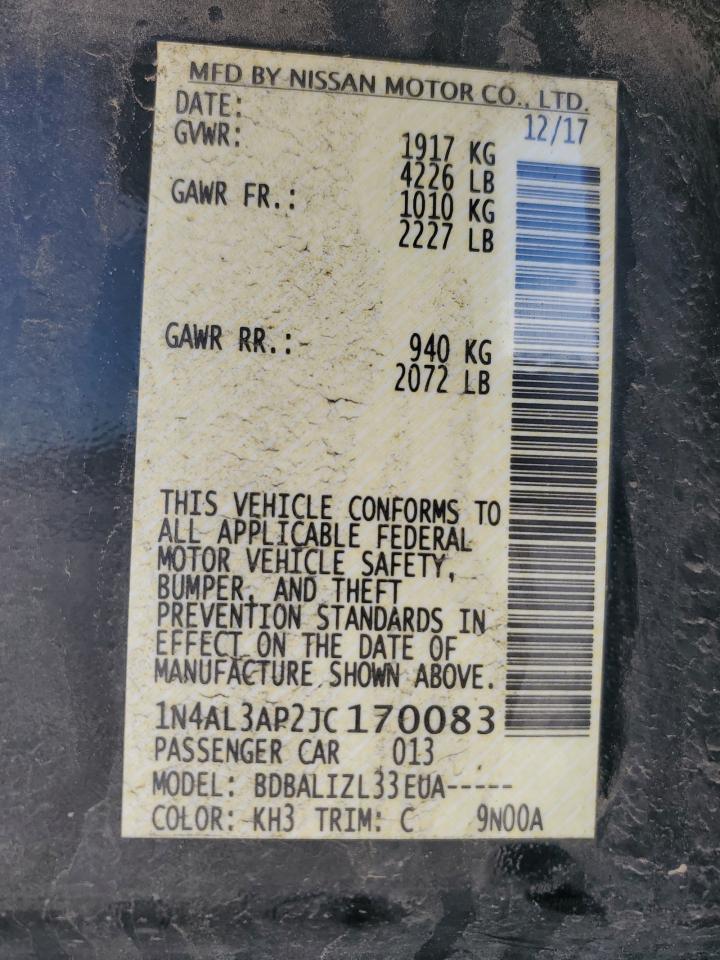 MFD BY NISSAN MOTOR CO., LTD.
DATE: 12/17
GVWR: 1917 KG
4226 LB
GAWR FR.: 1010 KG
2227 LB
GAWR RR.: 940 KG
2072 LB
THIS VEHICLE CONFORMS TO
ALL APPLICABLE FEDERAL
MOTOR VEHICLE SAFETY,
BUMPER, AND THEFT
PREVENTION STANDARDS IN
EFFECT ON THE DATE OF
MANUFACTURE SHOWN ABOVE.
1N4AL3AP2JC170083
PASSENGER CAR 013
MODEL: BDBALIZL33EUA-----
COLOR: KH3 TRIM: C 9N00A